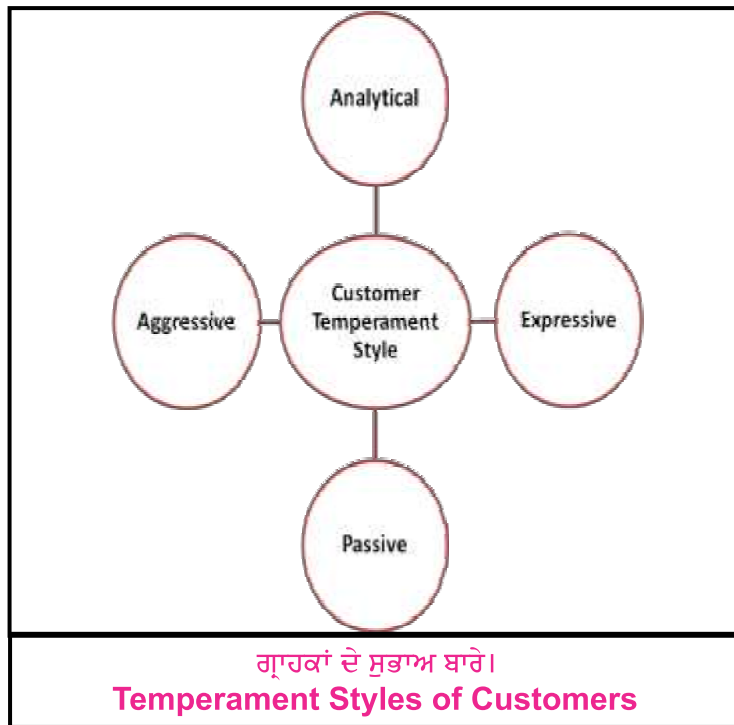 Analytical
Aggressive
Customer
Temperament
Style
Expressive
Passive
ਗ੍ਰਾਹਕਾਂ ਦੇ ਸੁਭਾਅ ਬਾਰੇ।
Temperament Styles of Customers